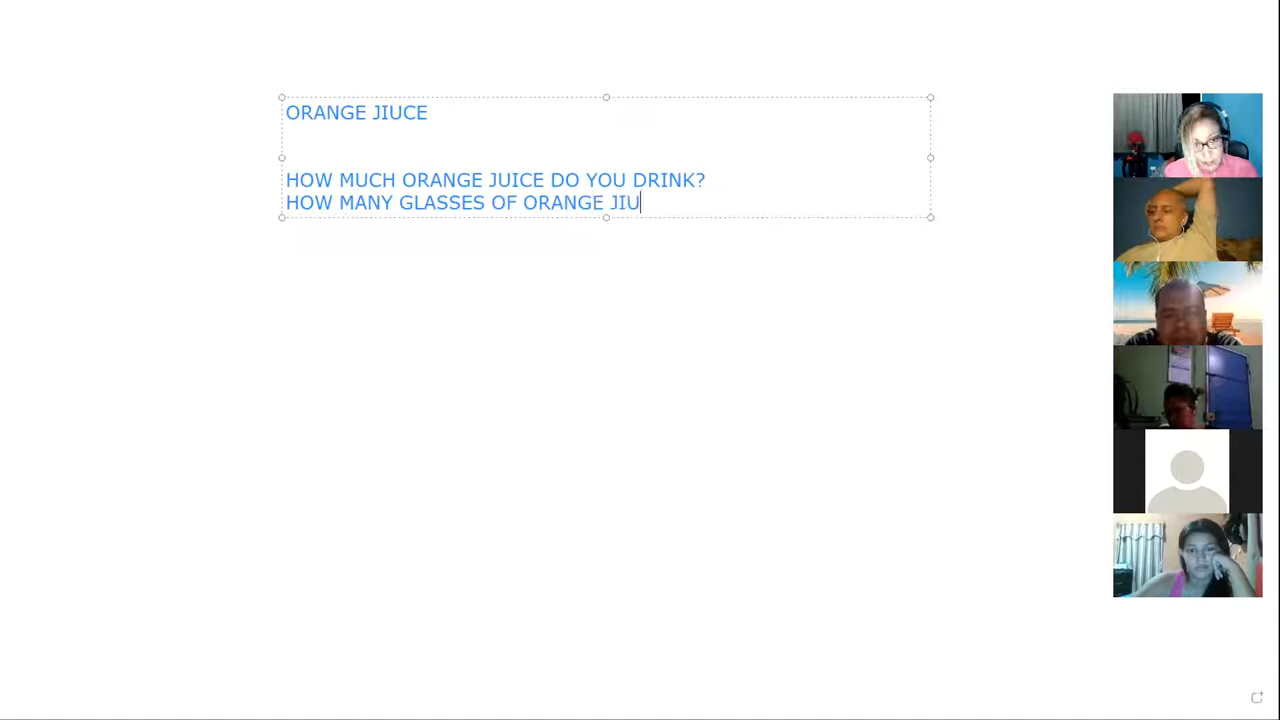 ORANGE JIUCE
HOW MUCH ORANGE JUICE DO YOU DRINK?
HOW MANY GLASSES OF ORANGE JIU